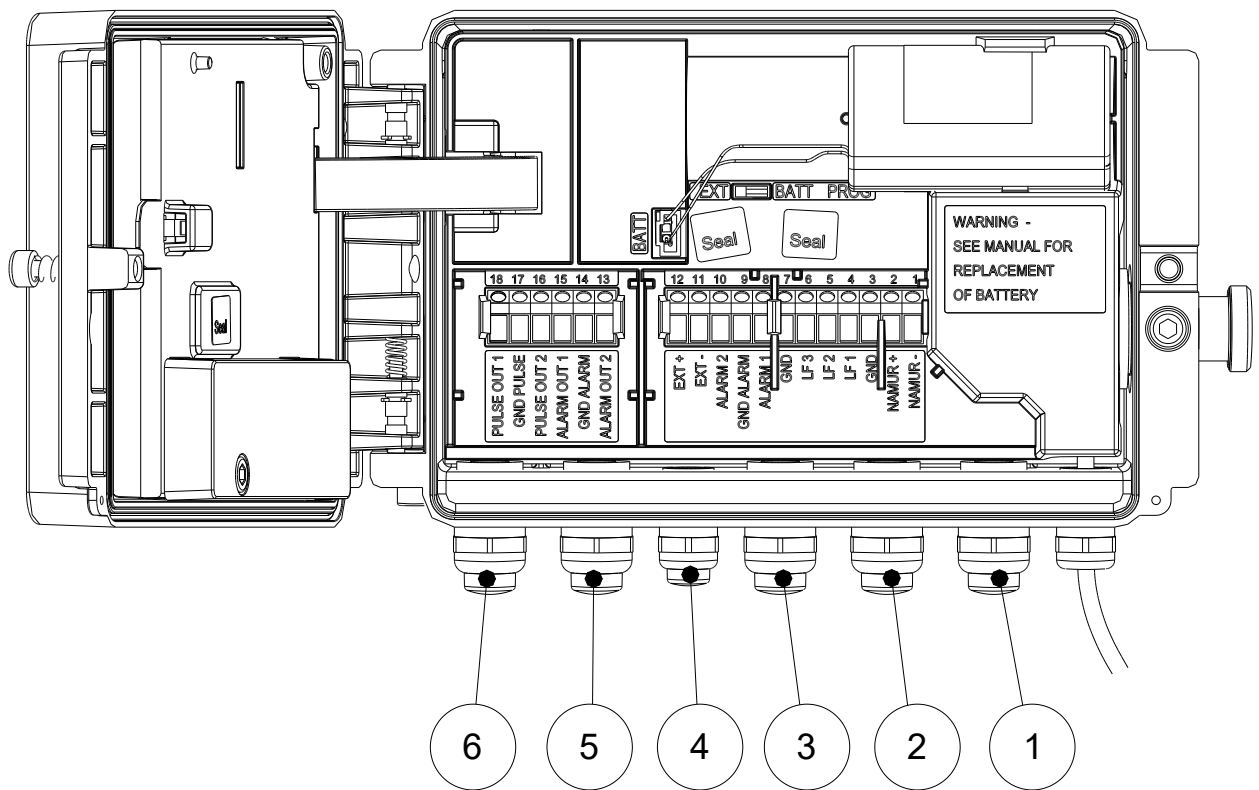 EXT BATT PROG
BATT
Seal
Seal
WARNING -
SEE MANUAL FOR
REPLACEMENT
OF BATTERY
Seal
18 17 16 15 14 13
12 11 10 9 8 7 6 5 4 3 2 1
PULSE OUT 1
GND PULSE
PULSE OUT 2
ALARM OUT 1
GND ALARM
ALARM OUT 2
EXT +
EXT -
ALARM 2
GND ALARM
ALARM 1
GND
LF 3
LF 2
LF 1
GND
NAMUR +
NAMUR -
6 5 4 3 2 1